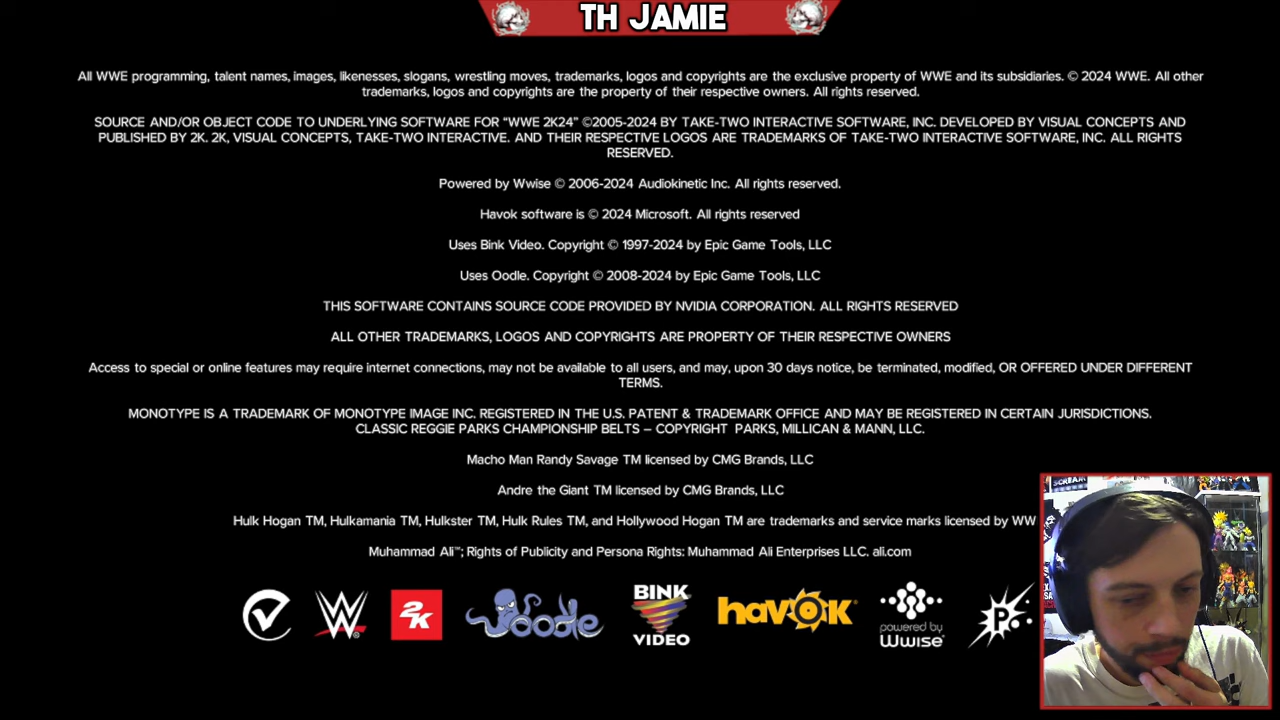 TH JAMIE
All WWE programming, talent names, images, likenesses, slogans, wrestling moves, trademarks, logos and copyrights are the exclusive property of WWE and its subsidiaries. © 2024 WWE. All other
trademarks, logos and copyrights are the property of their respective owners. All rights reserved.
SOURCE AND/OR OBJECT CODE TO UNDERLYING SOFTWARE FOR “WWE 2K24” ©2005-2024 BY TAKE-TWO INTERACTIVE SOFTWARE, INC. DEVELOPED BY VISUAL CONCEPTS AND
PUBLISHED BY 2K. 2K, VISUAL CONCEPTS, TAKE-TWO INTERACTIVE. AND THEIR RESPECTIVE LOGOS ARE TRADEMARKS OF TAKE-TWO INTERACTIVE SOFTWARE, INC. ALL RIGHTS
RESERVED.
Powered by Wwise © 2006-2024 Audiokinetic Inc. All rights reserved.
Havok software is © 2024 Microsoft. All rights reserved
Uses Bink Video. Copyright © 1997-2024 by Epic Game Tools, LLC
Uses Oodle. Copyright © 2008-2024 by Epic Game Tools, LLC
THIS SOFTWARE CONTAINS SOURCE CODE PROVIDED BY NVIDIA CORPORATION. ALL RIGHTS RESERVED
ALL OTHER TRADEMARKS, LOGOS AND COPYRIGHTS ARE PROPERTY OF THEIR RESPECTIVE OWNERS
Access to special or online features may require internet connections, may not be available to all users, and may, upon 30 days notice, be terminated, modified, OR OFFERED UNDER DIFFERENT
TERMS.
MONOTYPE IS A TRADEMARK OF MONOTYPE IMAGE INC. REGISTERED IN THE U.S. PATENT & TRADEMARK OFFICE AND MAY BE REGISTERED IN CERTAIN JURISDICTIONS.
CLASSIC REGGIE PARKS CHAMPIONSHIP BELTS – COPYRIGHT PARKS, MILLICAN & MANN, LLC.
Macho Man Randy Savage TM licensed by CMG Brands, LLC
Andre the Giant TM licensed by CMG Brands, LLC
Hulk Hogan TM, Hulkamania TM, Hulkster TM, Hulk Rules TM, and Hollywood Hogan TM are trademarks and service marks licensed by WW
Muhammad Ali™; Rights of Publicity and Persona Rights: Muhammad Ali Enterprises LLC. ali.com
W
2K
Oodle
BINK
VIDEO
havok
powered by
Wwise
P
SCREAM